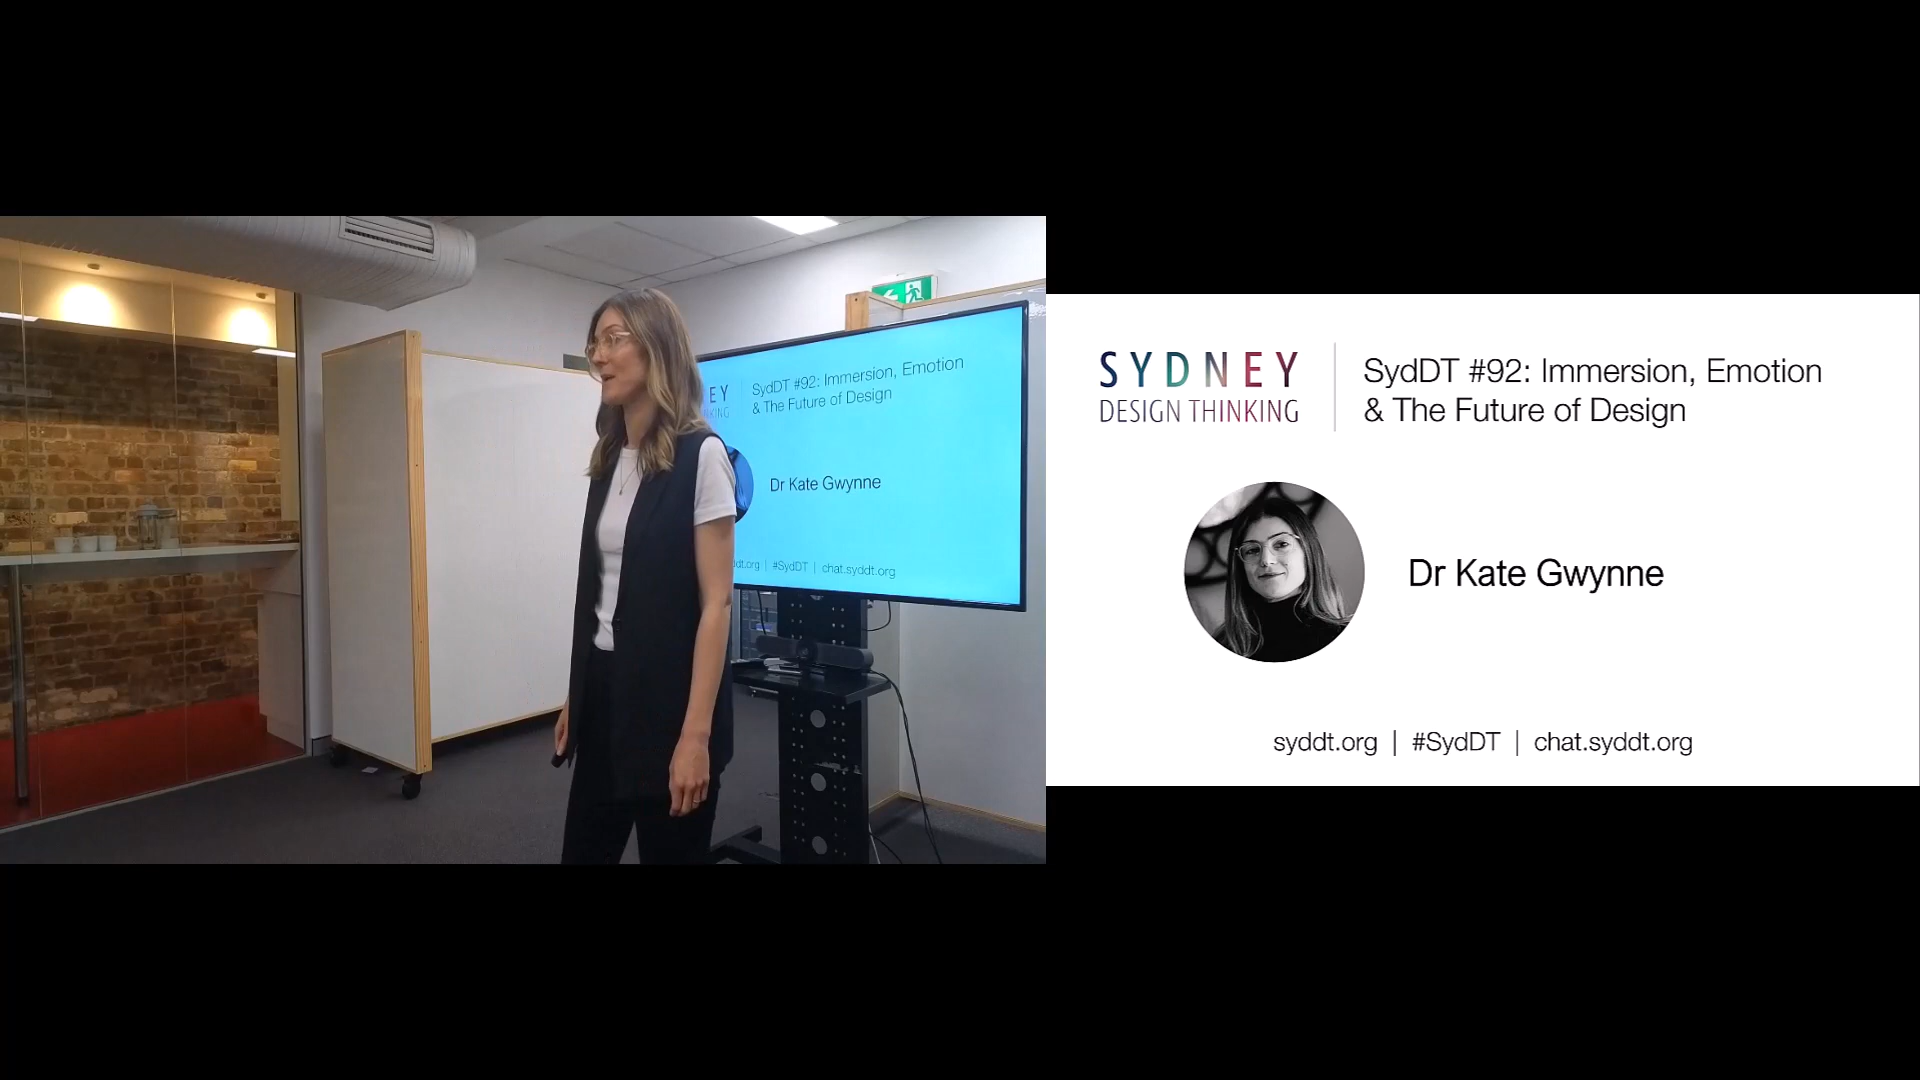 EY
SydDT #92: Immersion, Emotion
& The Future of Design
Dr Kate Gwynne
#SydDT | chat.syddt.org
SYDNEY
DESIGN THINKING
SydDT #92: Immersion, Emotion
& The Future of Design
Dr Kate Gwynne
syddt.org | #SydDT | chat.syddt.org